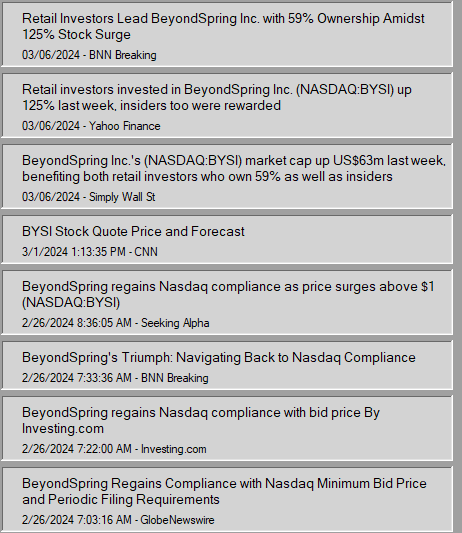 Retail Investors Lead BeyondSpring Inc. with 59% Ownership Amidst
125% Stock Surge
03/06/2024 - BNN Breaking
Retail investors invested in BeyondSpring Inc. (NASDAQ:BYSI) up
125% last week, insiders too were rewarded
03/06/2024 - Yahoo Finance
BeyondSpring Inc.'s (NASDAQ:BYSI) market cap up US$63m last week,
benefiting both retail investors who own 59% as well as insiders
03/06/2024 - Simply Wall St
BYSI Stock Quote Price and Forecast
3/1/2024 1:13:35 PM - CNN
BeyondSpring regains Nasdaq compliance as price surges above $1
(NASDAQ:BYSI)
2/26/2024 8:36:05 AM - Seeking Alpha
BeyondSpring's Triumph: Navigating Back to Nasdaq Compliance
2/26/2024 7:33:36 AM - BNN Breaking
BeyondSpring regains Nasdaq compliance with bid price By
Investing.com
2/26/2024 7:22:00 AM - Investing.com
BeyondSpring Regains Compliance with Nasdaq Minimum Bid Price
and Periodic Filing Requirements
2/26/2024 7:03:16 AM - GlobeNewswire